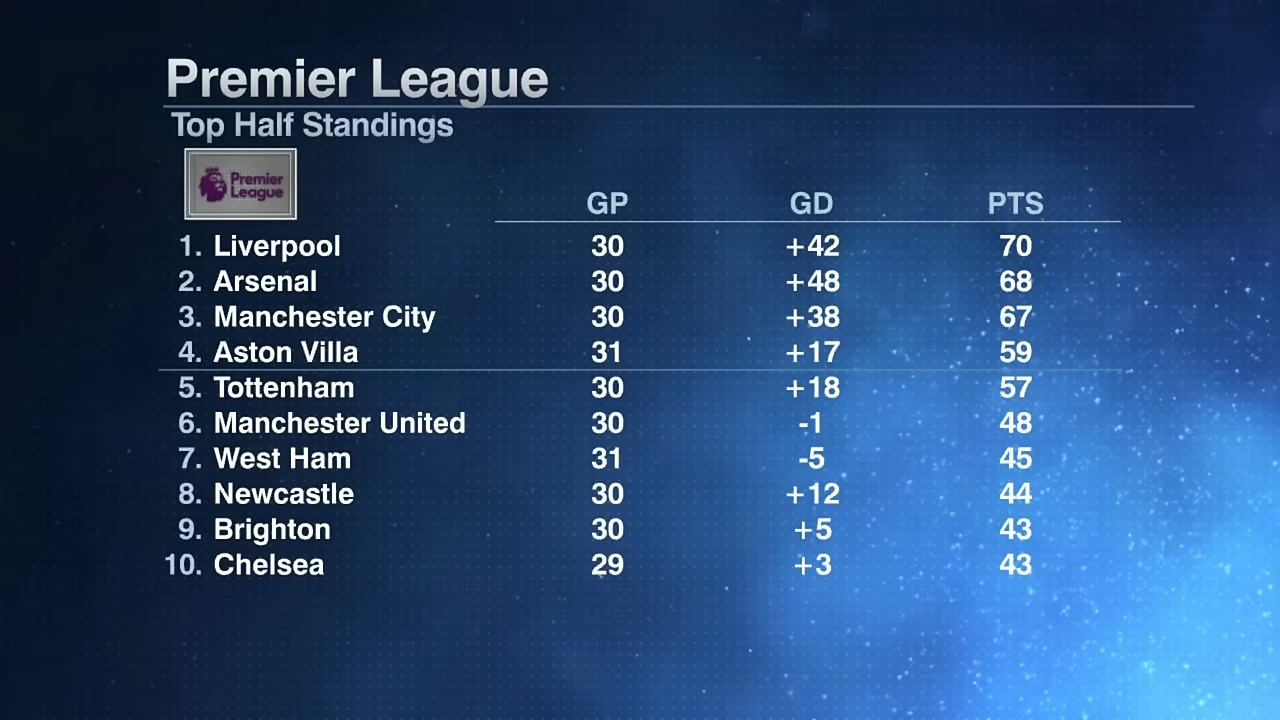 Premier League
Top Half Standings
Premier
League
GP GD PTS
1. Liverpool 30 +42 70
2. Arsenal 30 +48 68
3. Manchester City 30 +38 67
4. Aston Villa 31 +17 59
5. Tottenham 30 +18 57
6. Manchester United 30 -1 48
7. West Ham 31 -5 45
8. Newcastle 30 +12 44
9. Brighton 30 +5 43
10. Chelsea 29 +3 43